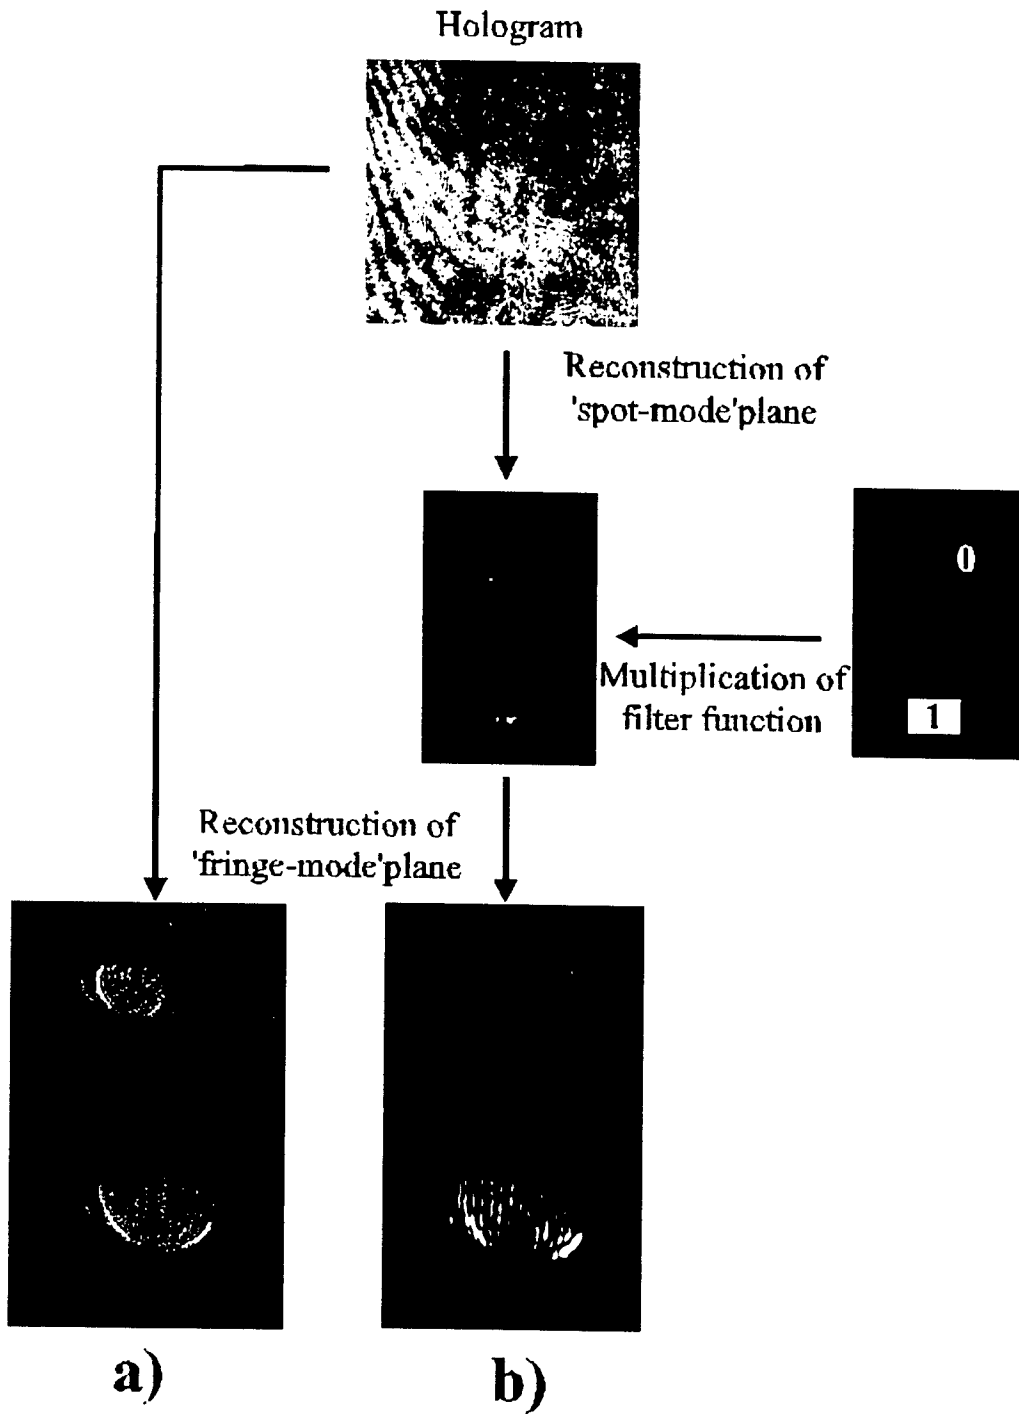 Hologram
Reconstruction of
'spot-mode'plane
0
Multiplication of
filter function
1
Reconstruction of
'fringe-mode'plane
a)
b)